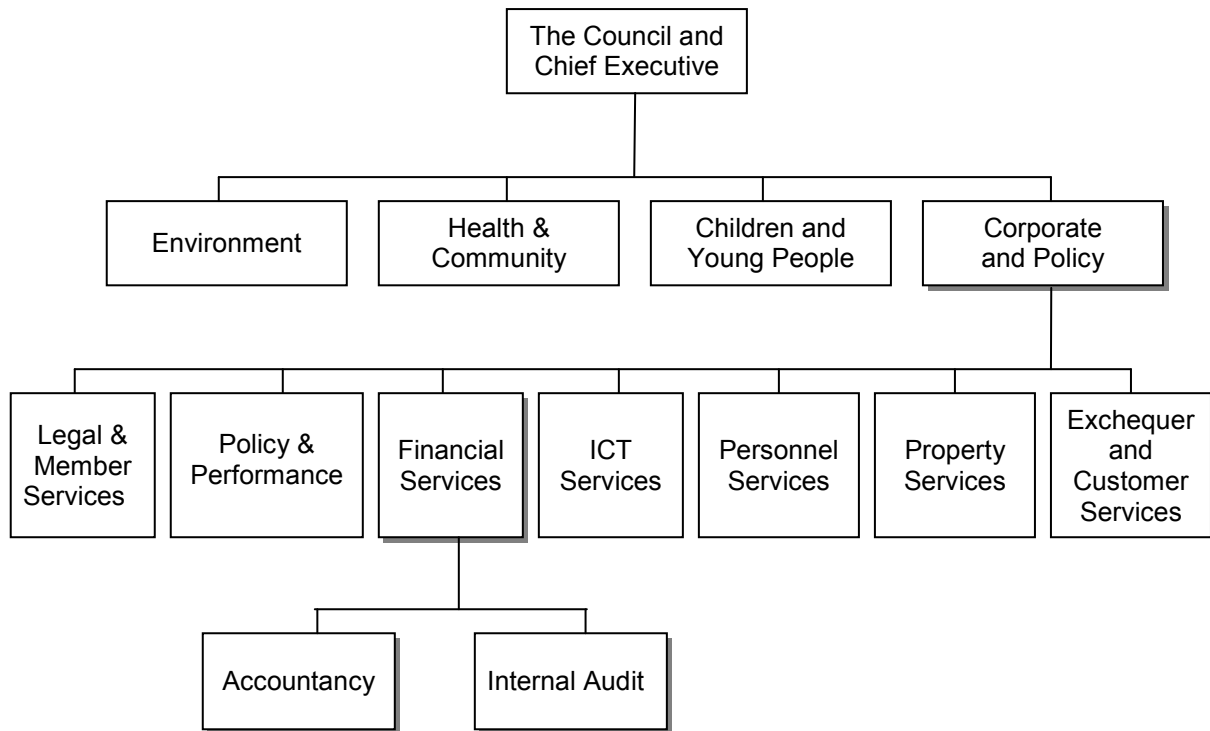 The Council and
Chief Executive
Environment
Health &
Community
Children and
Young People
Corporate
and Policy
Legal &
Member
Services
Policy &
Performance
Financial
Services
ICT
Services
Personnel
Services
Property
Services
Exchequer
and
Customer
Services
Accountancy
Internal Audit